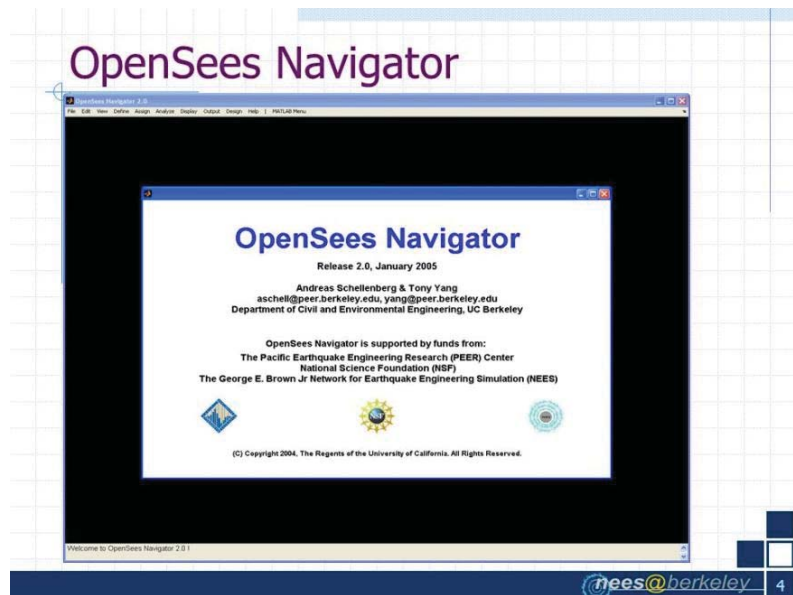 OpenSees Navigator
OpenSees Navigator 2.0
File Edit View Define Assign Analyze Display Output Design Help | MATLAB Menu
OpenSees Navigator
Release 2.0, January 2005
Andreas Schellenberg & Tony Yang
aschell@peer.berkeley.edu, yang@peer.berkeley.edu
Department of Civil and Environmental Engineering, UC Berkeley
OpenSees Navigator is supported by funds from:
The Pacific Earthquake Engineering Research (PEER) Center
National Science Foundation (NSF)
The George E. Brown Jr Network for Earthquake Engineering Simulation (NEES)
NSF
(C) Copyright 2004, The Regents of the University of California. All Rights Reserved.
Welcome to OpenSees Navigator 2.0 !
nees@berkeley 4